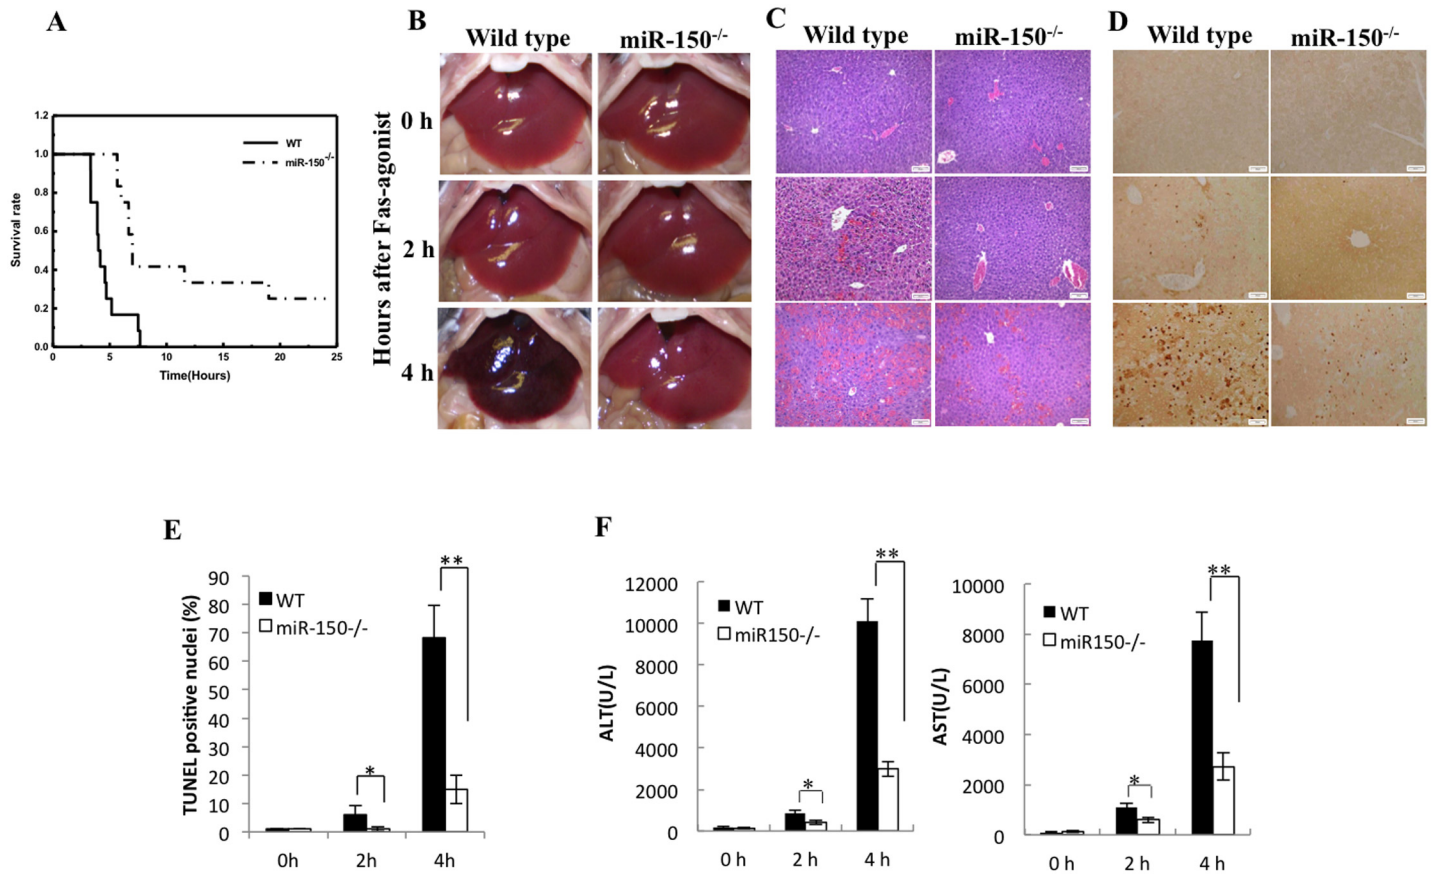 A
1.2
1.0
0.8
0.6
0.4
0.2
0.0
Survival rate
WT
miR-150-/-
0
5
10
15
20
25
Time(Hours)
B
Wild type
miR-150-/-
Hours after Fas-agonist
0 h
2 h
4 h
C
Wild type
miR-150-/-
D
Wild type
miR-150-/-
E
TUNEL positive nuclei (%)
90
80
70
60
50
40
30
20
10
0
WT
miR-150-/-
*
**
0h
2h
4h
F
ALT(U/L)
12000
10000
8000
6000
4000
2000
0
WT
miR150-/-
*
**
0 h
2 h
4 h
AST(U/L)
10000
8000
6000
4000
2000
0
WT
miR150-/-
*
**
0 h
2 h
4 h